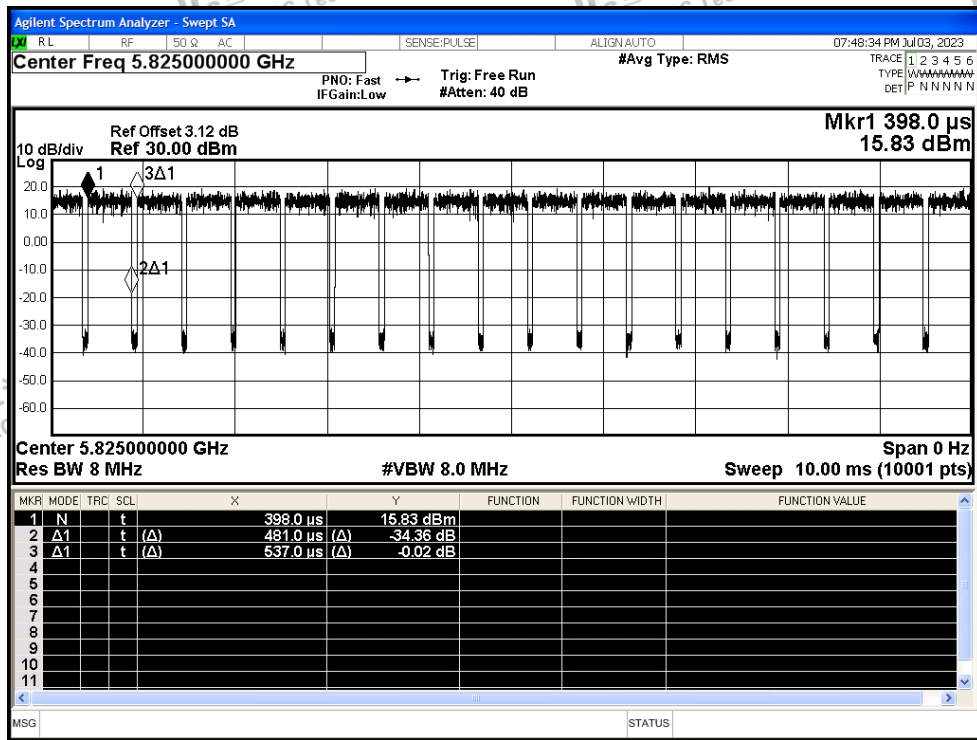 Agilent Spectrum Analyzer - Swept SA
LXI RL RF 50 Ω AC SENSE:PULSE ALIGN AUTO 07:48:34 PM Jul 03, 2023
Center Freq 5.825000000 GHz #Avg Type: RMS TRACE 1 2 3 4 5 6
PNO: Fast Trig: Free Run TYPE WWWWWW
IFGain:Low #Atten: 40 dB DET P N N N N N
Mkr1 398.0 µs
Ref Offset 3.12 dB
10 dB/div Ref 30.00 dBm 15.83 dBm
Log
1 3Δ1
20.0
10.0
0.00
-10.0
2Δ1
-20.0
-30.0
-40.0
-50.0
-60.0
Center 5.825000000 GHz Span 0 Hz
Res BW 8 MHz #VBW 8.0 MHz Sweep 10.00 ms (10001 pts)
MKR MODE TRC SCL X Y FUNCTION FUNCTION WIDTH FUNCTION VALUE
1 N t 398.0 µs 15.83 dBm
2 Δ1 t (Δ) 481.0 µs (Δ) -34.36 dB
3 Δ1 t (Δ) 537.0 µs (Δ) -0.02 dB
4
5
6
7
8
9
10
11
MSG STATUS